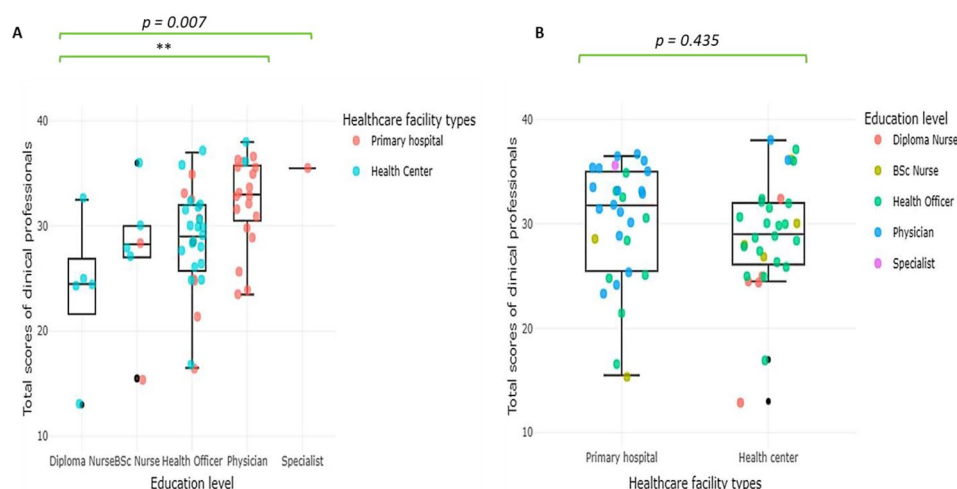 A
p = 0.007
**
Healthcare facility types
Primary hospital
Health Center
Total scores of clinical professionals
40
30
20
10
Diploma Nurse BSc Nurse Health Officer Physician Specialist
Education level
B
p = 0.435
Education level
Diploma Nurse
BSc Nurse
Health Officer
Physician
Specialist
Total scores of clinical professionals
40
30
20
10
Primary hospital Health center
Healthcare facility types